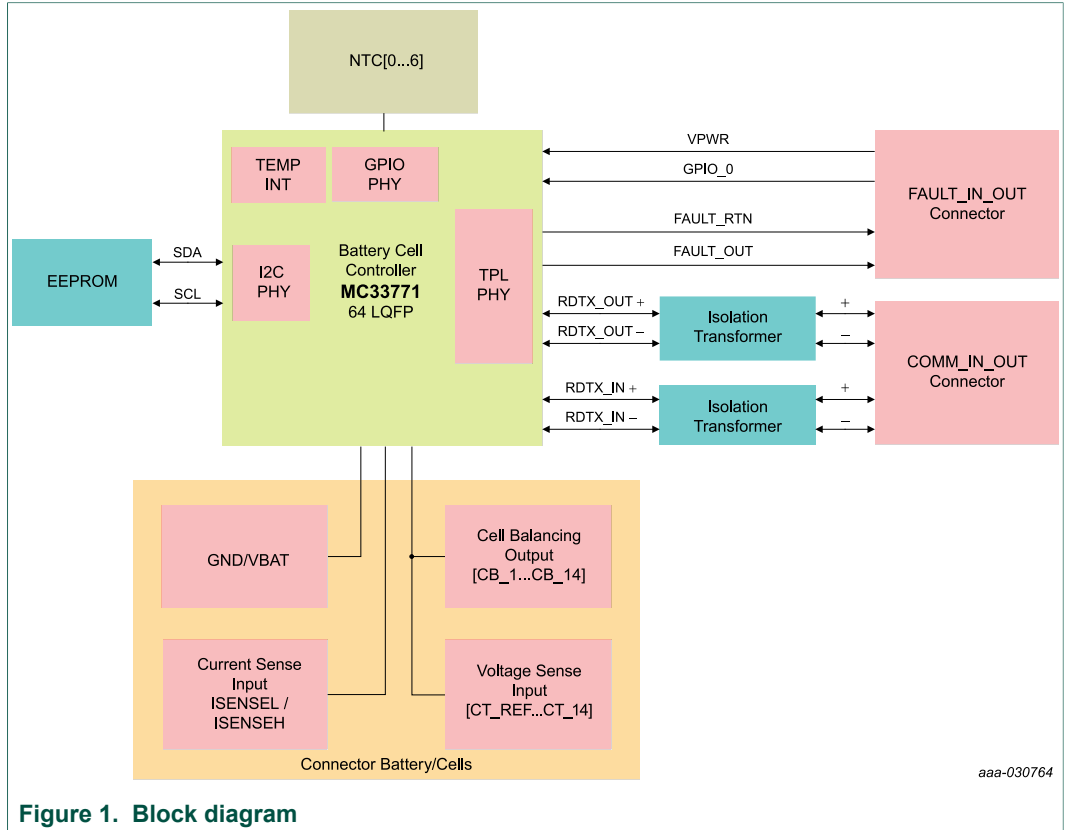 NTC[0...6]
TEMP
INT
GPIO
PHY
VPWR
GPIO_0
FAULT_RTN
FAULT_OUT
FAULT_IN_OUT
Connector
EEPROM
SDA
SCL
I2C
PHY
Battery Cell
Controller
MC33771
64 LQFP
TPL
PHY
RDTX_OUT +
RDTX_OUT –
Isolation
Transformer
+
–
RDTX_IN +
RDTX_IN –
Isolation
Transformer
+
–
COMM_IN_OUT
Connector
GND/VBAT
Cell Balancing
Output
[CB_1...CB_14]
Current Sense
Input
ISENSEL /
ISENSEH
Voltage Sense
Input
[CT_REF...CT_14]
Connector Battery/Cells
aaa-030764
Figure 1. Block diagram